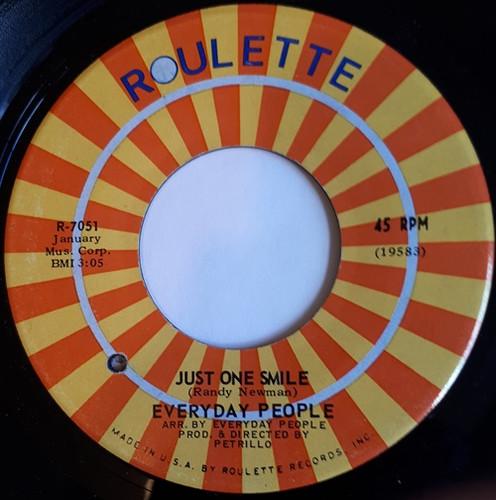 ROULETTE
R-7051
January
Mus. Corp.
BMI 3:05
45 RPM
(19583)
JUST ONE SMILE
(Randy Newman)
EVERYDAY PEOPLE
ARR. BY EVERYDAY PEOPLE
PROD. & DIRECTED BY
PETRILLO
MADE IN U.S.A. BY ROULETTE RECORDS, INC.